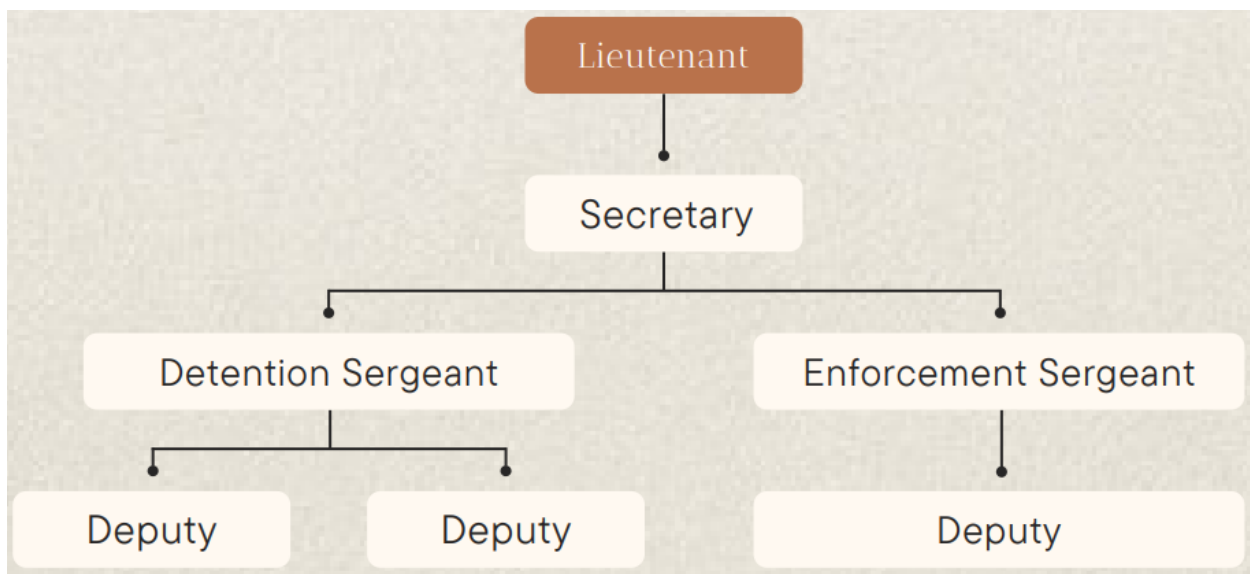 Lieutenant
Secretary
Detention Sergeant
Enforcement Sergeant
Deputy
Deputy
Deputy